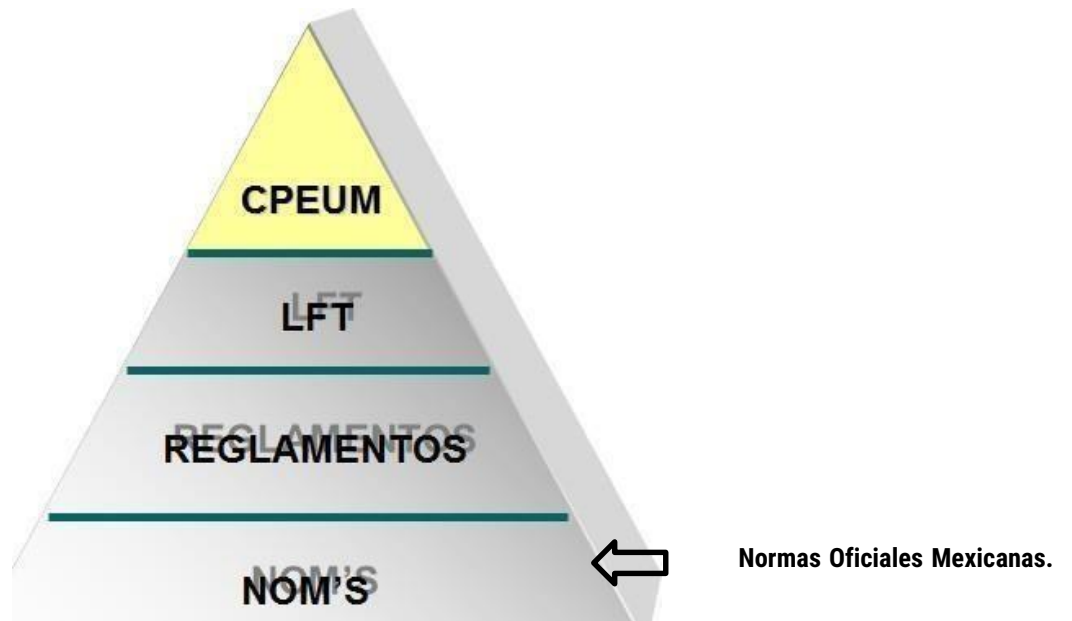 CPEUM
LFT
REGLAMENTOS
NOM'S
Normas Oficiales Mexicanas.